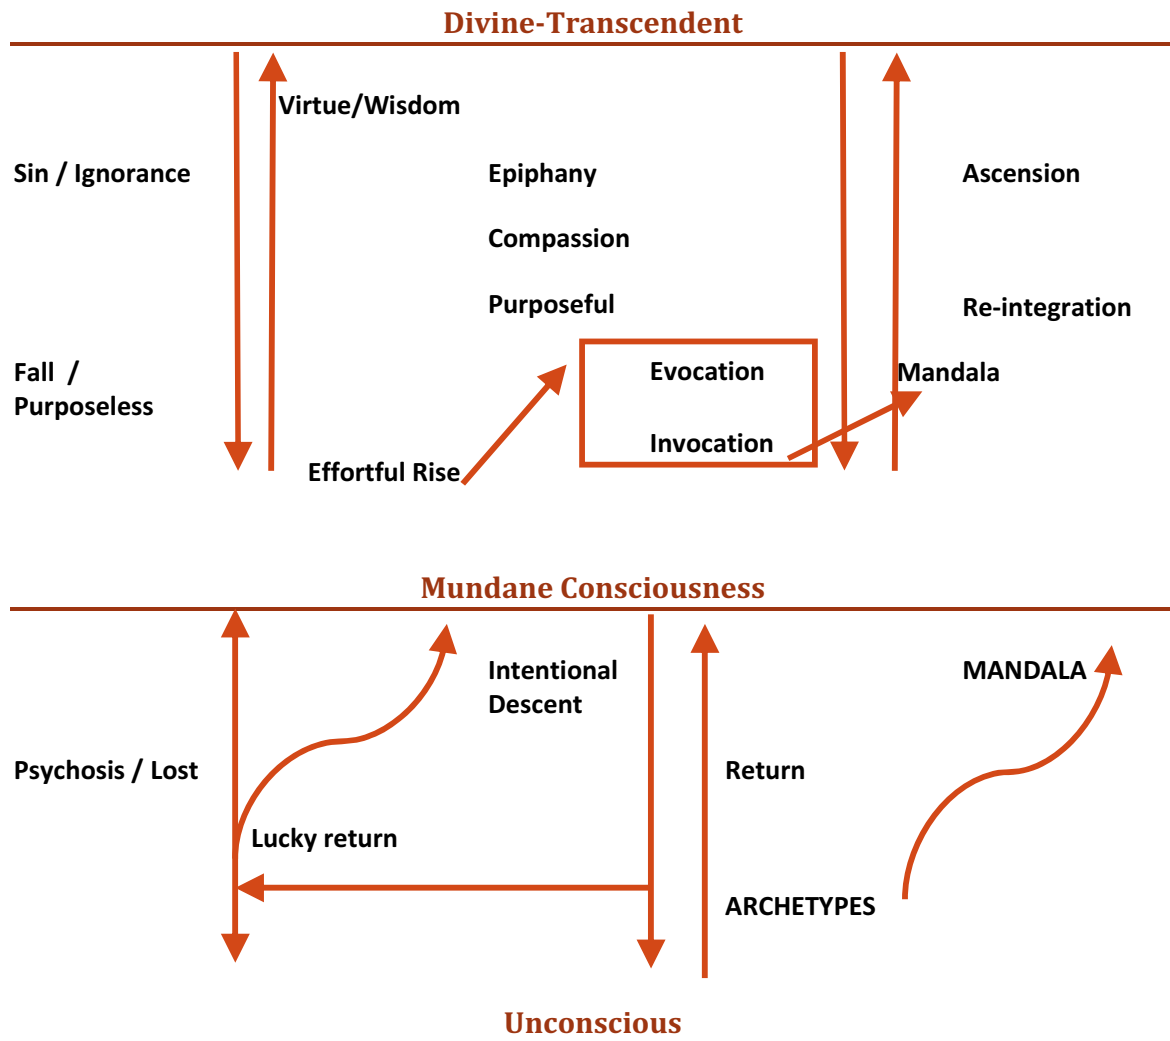 Divine-Transcendent
Virtue/Wisdom
Sin / Ignorance
Epiphany
Ascension
Compassion
Purposeful
Re-integration
Fall /
Purposeless
Evocation
Mandala
Invocation
Effortful Rise
Mundane Consciousness
Intentional
Descent
MANDALA
Psychosis / Lost
Return
Lucky return
ARCHETYPES
Unconscious